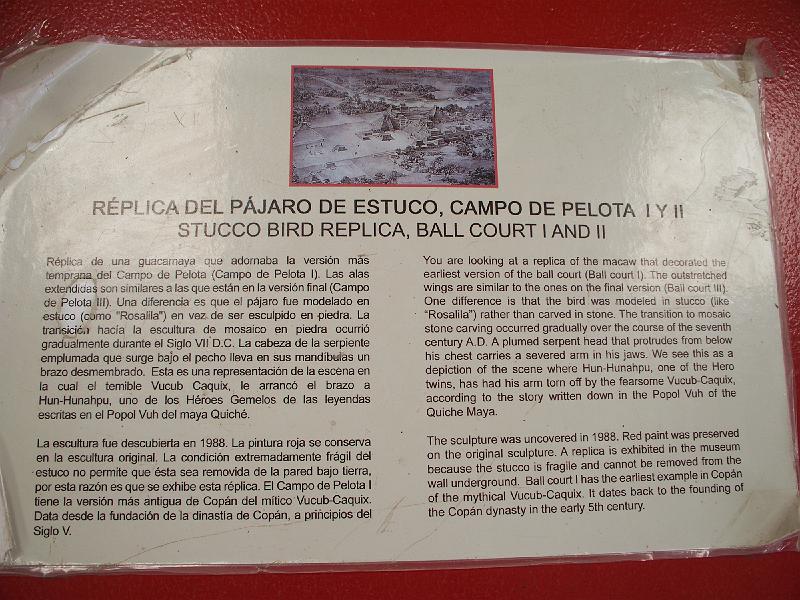 RÉPLICA DEL PÁJARO DE ESTUCO, CAMPO DE PELOTA I Y II
STUCCO BIRD REPLICA, BALL COURT I AND II
Réplica de una guacamaya que adornaba la versión más
temprana del Campo de Pelota (Campo de Pelota I). Las alas
extendidas son similares a las que están en la versión final (Campo
de Pelota III). Una diferencia es que el pájaro fue modelado en
estuco (como "Rosalila") en vez de ser esculpido en piedra. La
transición hacía la escultura de mosaico en piedra ocurrió
gradualmente durante el Siglo VII D.C. La cabeza de la serpiente
emplumada que surge bajo el pecho lleva en sus mandibulas un
brazo desmembrado. Esta es una representación de la escena en
la cual el temible Vucub Caquix, le arrancó el brazo a
Hun-Hunahpu, uno de los Héroes Gemelos de las leyendas
escritas en el Popol Vuh del maya Quiché.
La escultura fue descubierta en 1988. La pintura roja se conserva
en la escultura original. La condición extremadamente frágil del
estuco no permite que ésta sea removida de la pared bajo tierra,
por esta razón es que se exhibe esta réplica. El Campo de Pelota I
tiene la versión más antigua de Copán del mítico Vucub-Caquix.
Data desde la fundación de la dinastía de Copán, a principios del
Siglo V.
You are looking at a replica of the macaw that decorated the
earliest version of the ball court (Ball court I). The outstretched
wings are similar to the ones on the final version (Ball court III).
One difference is that the bird was modeled in stucco (like
"Rosalila") rather than carved in stone. The transition to mosaic
stone carving occurred gradually over the course of the seventh
century A.D. A plumed serpent head that protrudes from below
his chest carries a severed arm in his jaws. We see this as a
depiction of the scene where Hun-Hunahpu, one of the Hero
twins, has had his arm torn off by the fearsome Vucub-Caquix,
according to the story written down in the Popol Vuh of the
Quiche Maya.
The sculpture was uncovered in 1988. Red paint was preserved
on the original sculpture. A replica is exhibited in the museum
because the stucco is fragile and cannot be removed from the
wall underground. Ball court I has the earliest example in Copán
of the mythical Vucub-Caquix. It dates back to the founding of
the Copán dynasty in the early 5th century.